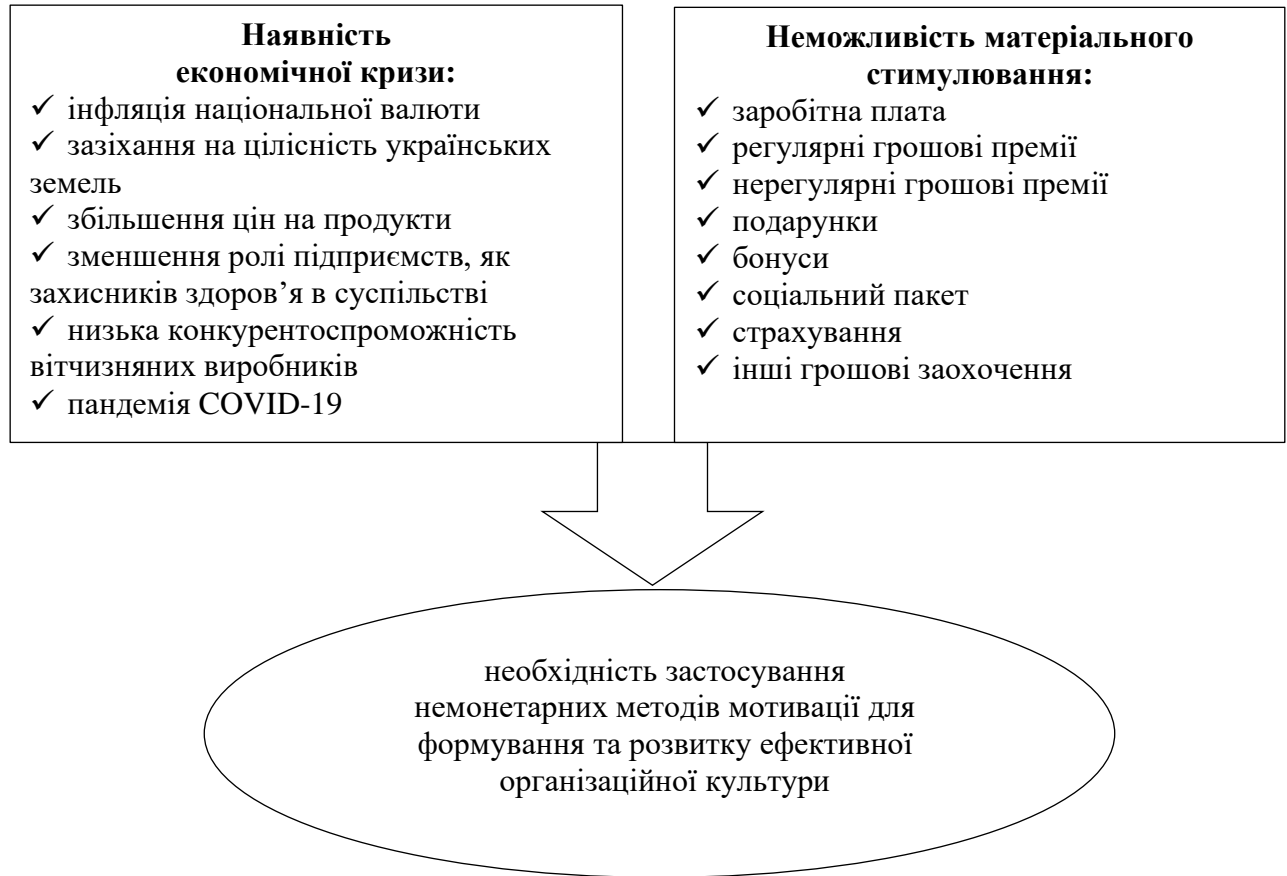 Наявність
економічної кризи:
✓ інфляція національної валюти
✓ зазіхання на цілісність українських
земель
✓ збільшення цін на продукти
✓ зменшення ролі підприємств, як
захисників здоров’я в суспільстві
✓ низька конкурентоспроможність
вітчизняних виробників
✓ пандемія COVID-19
Неможливість матеріального
стимулювання:
✓ заробітна плата
✓ регулярні грошові премії
✓ нерегулярні грошові премії
✓ подарунки
✓ бонуси
✓ соціальний пакет
✓ страхування
✓ інші грошові заохочення
необхідність застосування
немонетарних методів мотивації для
формування та розвитку ефективної
організаційної культури